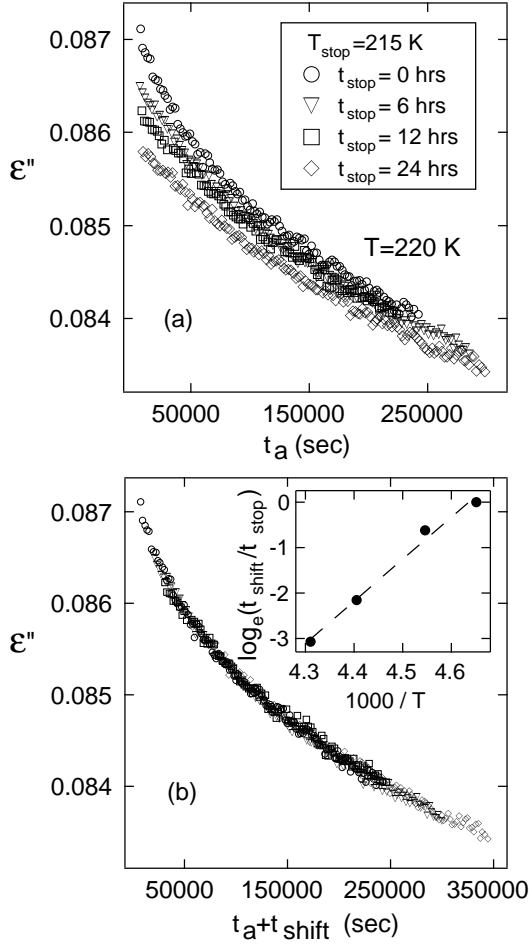 0.087
0.086
0.085
0.084
ε"
T_stop=215 K
t_stop= 0 hrs
t_stop= 6 hrs
t_stop= 12 hrs
t_stop= 24 hrs
T=220 K
(a)
50000 150000 250000
t_a (sec)
0.087
0.086
0.085
0.084
ε"
log_e(t_shift/t_stop)
0
-1
-2
-3
4.3 4.4 4.5 4.6
1000 / T
(b)
50000 150000 250000 350000
t_a+t_shift (sec)